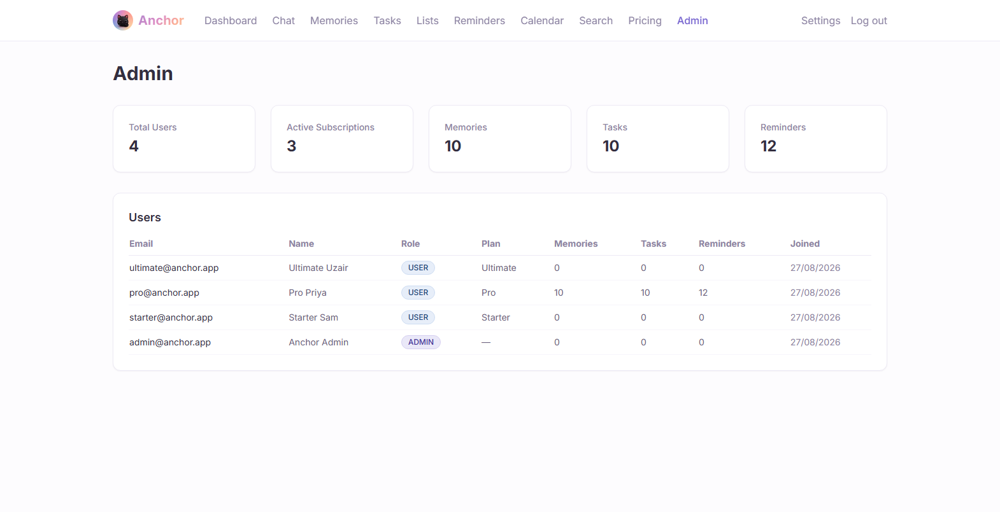 Anchor Dashboard Chat Memories Tasks Lists Reminders Calendar Search Pricing Admin Settings Log out
Admin
Total Users Active Subscriptions Memories Tasks Reminders
4 3 10 10 12
Users
Email Name Role Plan Memories Tasks Reminders Joined
ultimate@anchor.app Ultimate Uzair USER Ultimate 0 0 0 27/08/2026
pro@anchor.app Pro Priya USER Pro 10 10 12 27/08/2026
starter@anchor.app Starter Sam USER Starter 0 0 0 27/08/2026
admin@anchor.app Anchor Admin ADMIN — 0 0 0 27/08/2026